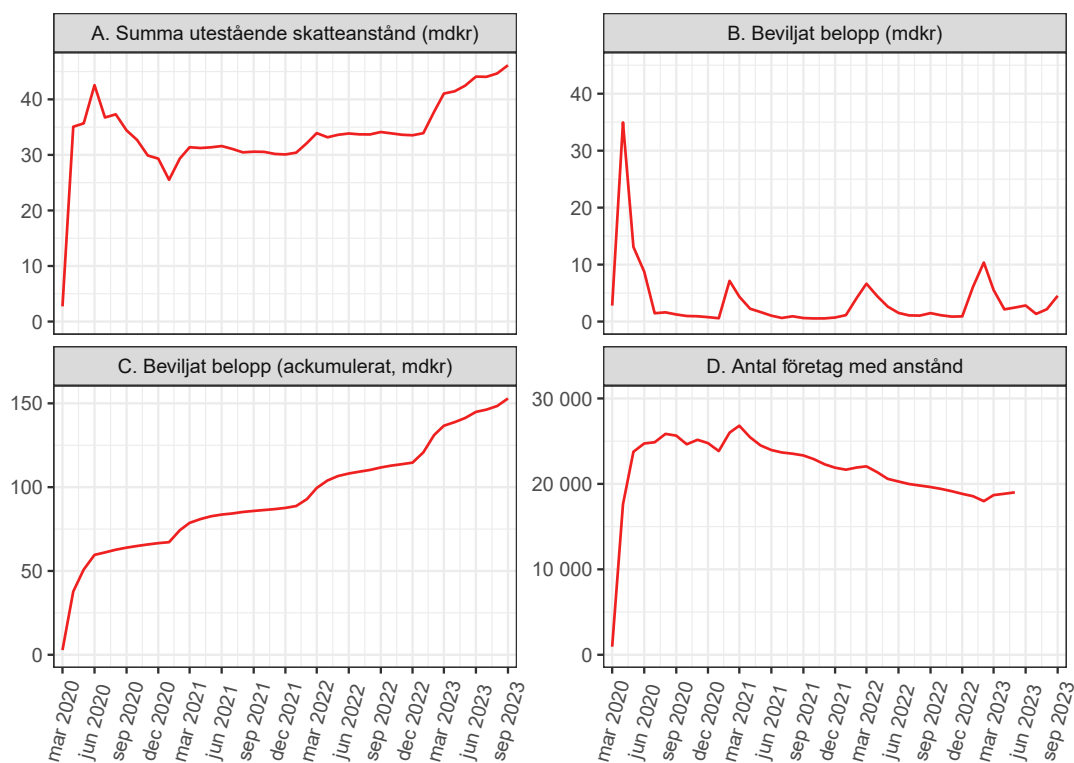 A. Summa utestående skatteanstånd (mdkr)
40
30
20
10
0
B. Beviljat belopp (mdkr)
40
30
20
10
0
C. Beviljat belopp (ackumulerat, mdkr)
150
100
50
0
mar 2020
jun 2020
sep 2020
dec 2020
mar 2021
jun 2021
sep 2021
dec 2021
mar 2022
jun 2022
sep 2022
dec 2022
mar 2023
jun 2023
sep 2023
D. Antal företag med anstånd
30 000
20 000
10 000
0
mar 2020
jun 2020
sep 2020
dec 2020
mar 2021
jun 2021
sep 2021
dec 2021
mar 2022
jun 2022
sep 2022
dec 2022
mar 2023
jun 2023
sep 2023